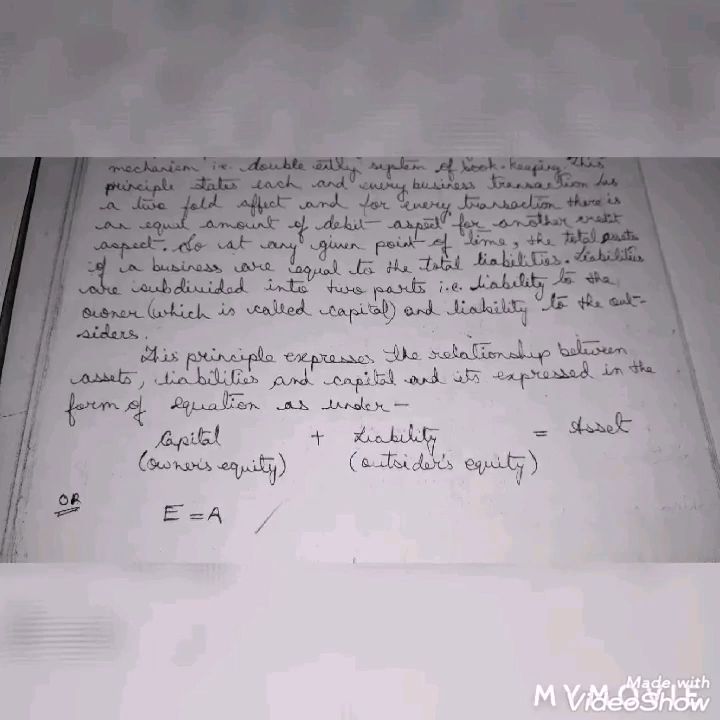 mechanism i.e. double entry system of book-keeping. This
principle states each and every business transaction has
a two fold affect and for every transaction there is
an equal amount of debit aspect for another credit
aspect. So at any given point of time, the total assets
of a business are equal to the total liabilities. Liabilities
are subdivided into two parts i.e. liability to the
owner (which is called capital) and liability to the out-
siders.
This principle expresses the relationship between
assets, liabilities and capital and its expressed in the
form of equation as under -
Capital + Liability = Asset
(owner's equity) (outsider's equity)
OR E = A
Made with
MYMOVIE
VideoShow